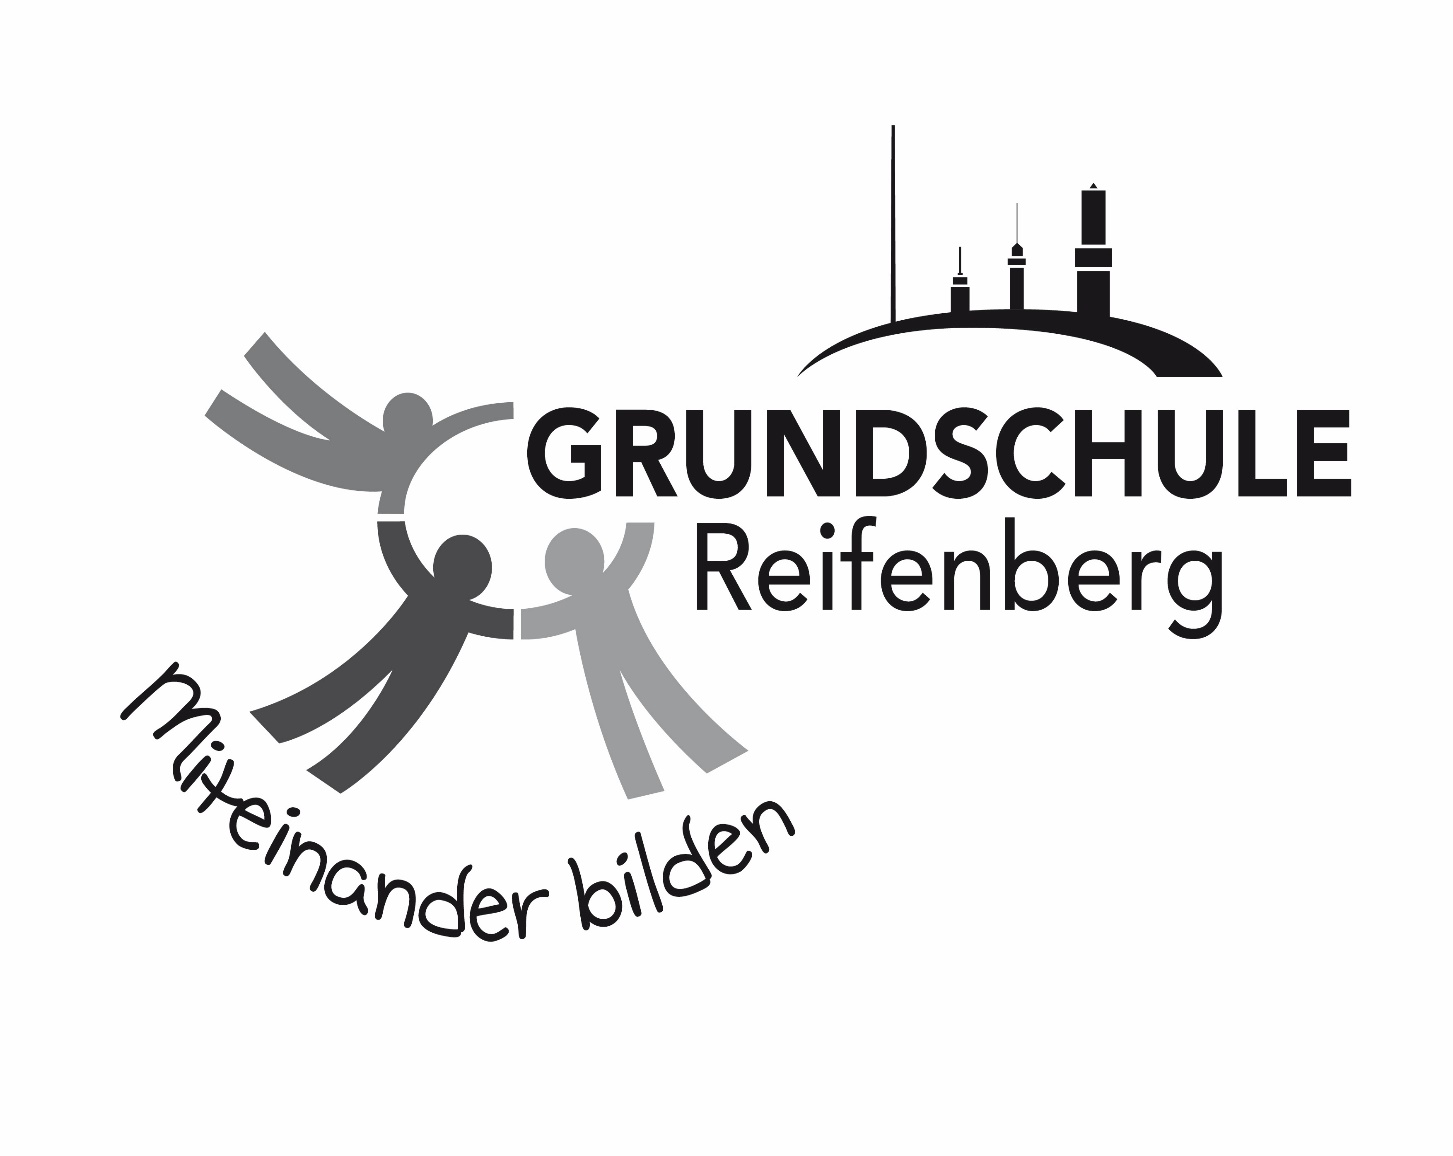 GRUNDSCHULE
Reifenberg
Miteinander bilden